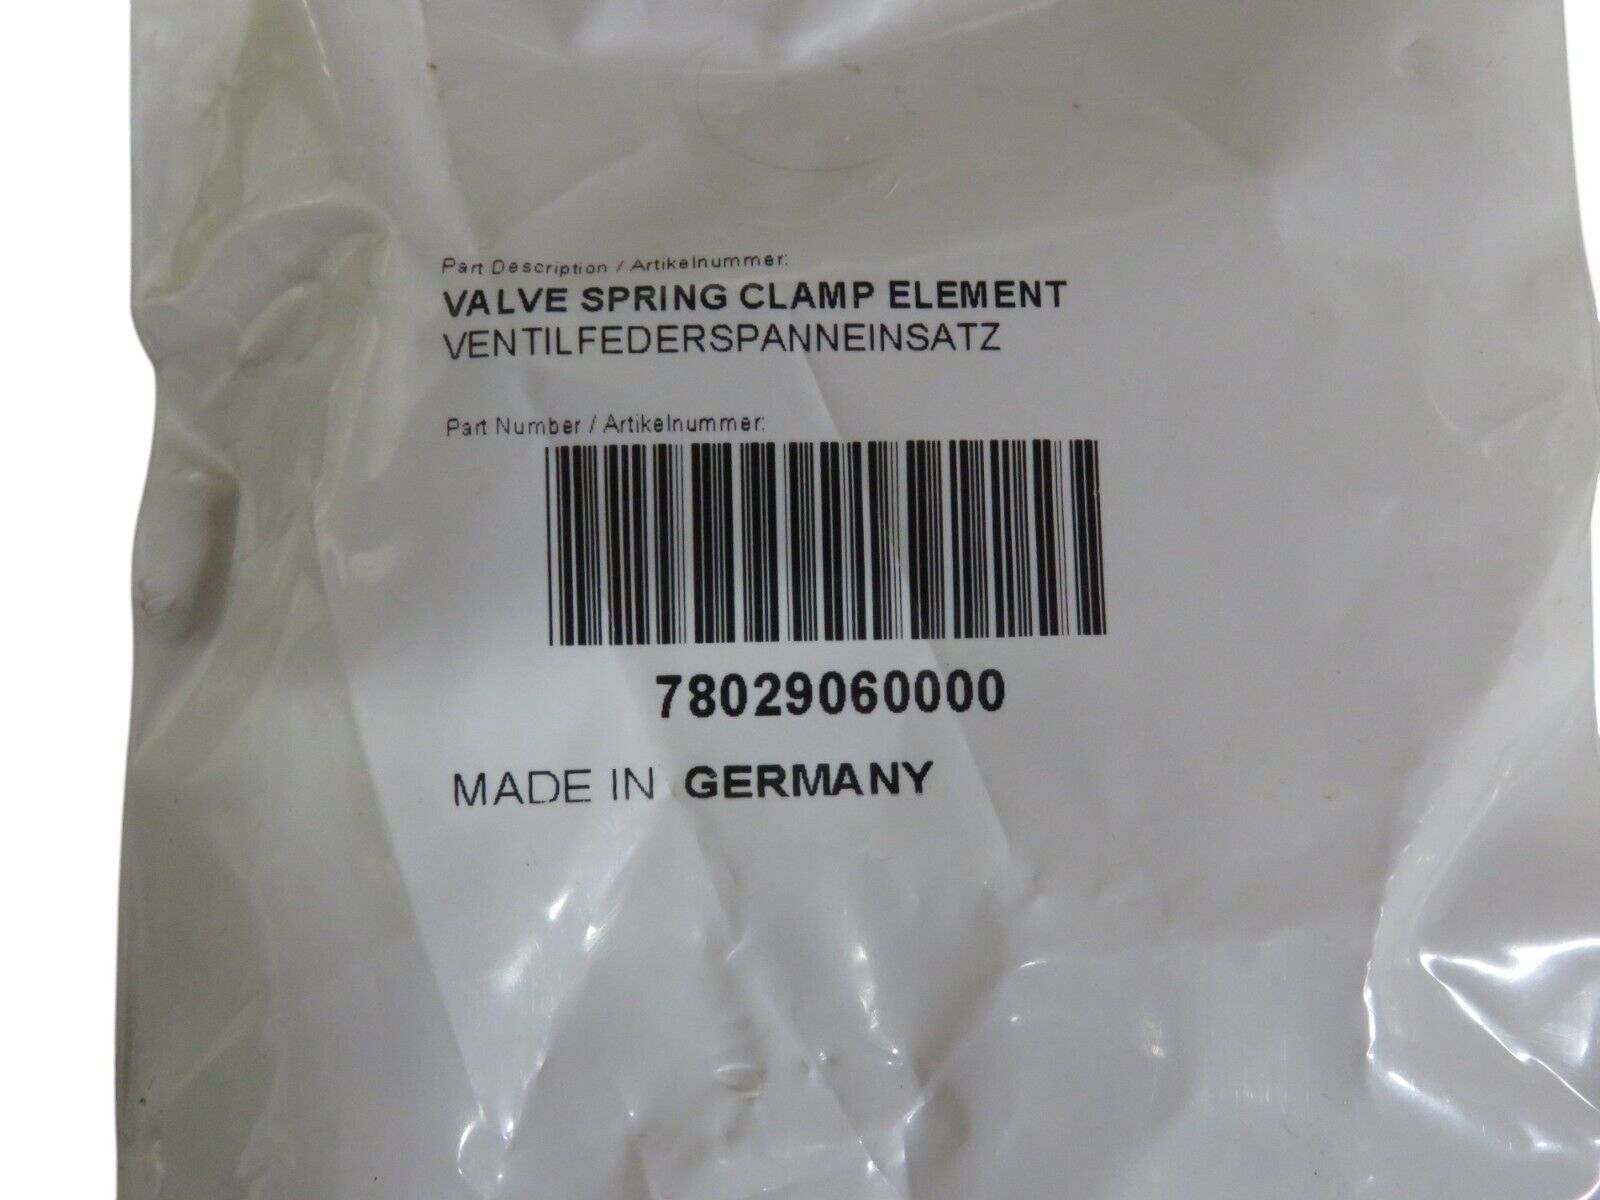 Part Description / Artikelnummer:
VALVE SPRING CLAMP ELEMENT
VENTILFEDERSPANNEINSATZ
Part Number / Artikelnummer:
78029060000
MADE IN GERMANY